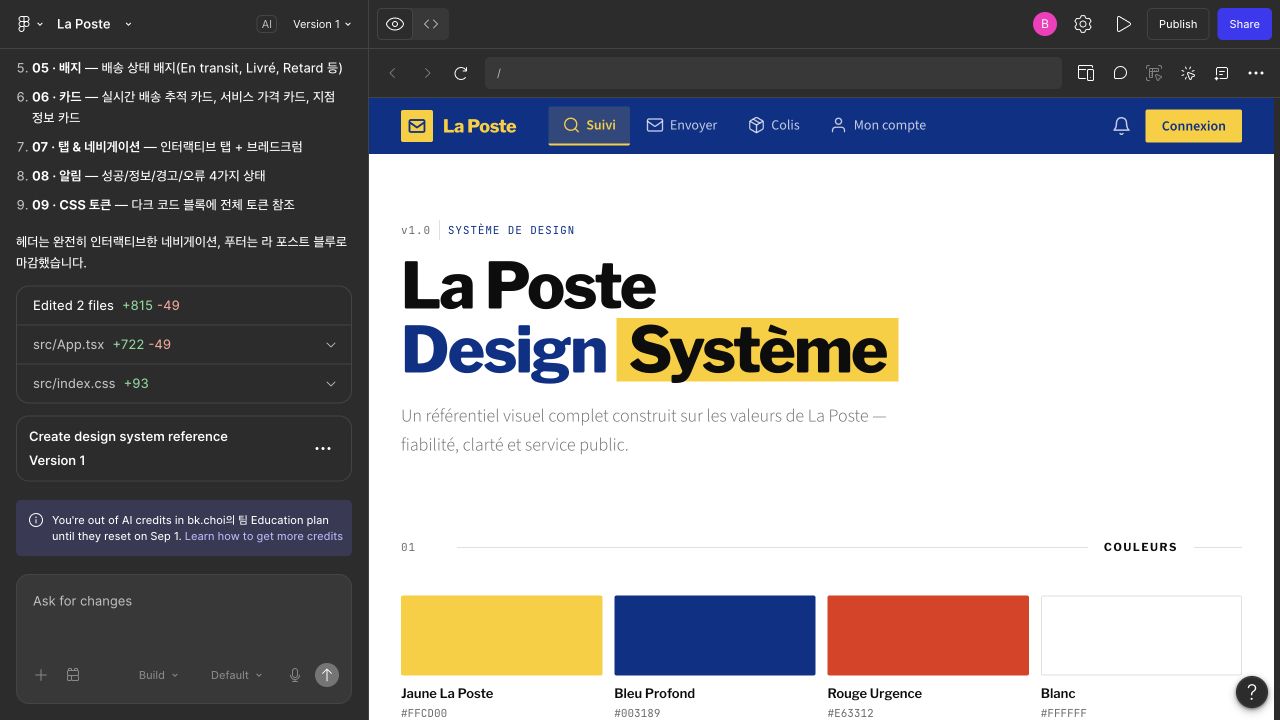 La Poste
AI
Version 1
5. 05 · 배지 — 배송 상태 배지(En transit, Livré, Retard 등)
6. 06 · 카드 — 실시간 배송 추적 카드, 서비스 가격 카드, 지점
정보 카드
7. 07 · 탭 & 네비게이션 — 인터랙티브 탭 + 브레드크럼
8. 08 · 알림 — 성공/정보/경고/오류 4가지 상태
9. 09 · CSS 토큰 — 다크 코드 블록에 전체 토큰 참조
헤더는 완전히 인터랙티브한 네비게이션, 푸터는 라 포스트 블루로
마감했습니다.
Edited 2 files +815 -49
src/App.tsx +722 -49
src/index.css +93
Create design system reference
Version 1
You're out of AI credits in bk.choi의 팀 Education plan
until they reset on Sep 1. Learn how to get more credits
Ask for changes
Build
Default
B
Publish
Share
/
La Poste
Suivi
Envoyer
Colis
Mon compte
Connexion
v1.0
SYSTÈME DE DESIGN
La Poste
Design Système
Un référentiel visuel complet construit sur les valeurs de La Poste —
fiabilité, clarté et service public.
01
COULEURS
Jaune La Poste
#FFCD00
Bleu Profond
#003189
Rouge Urgence
#E63312
Blanc
#FFFFFF
?